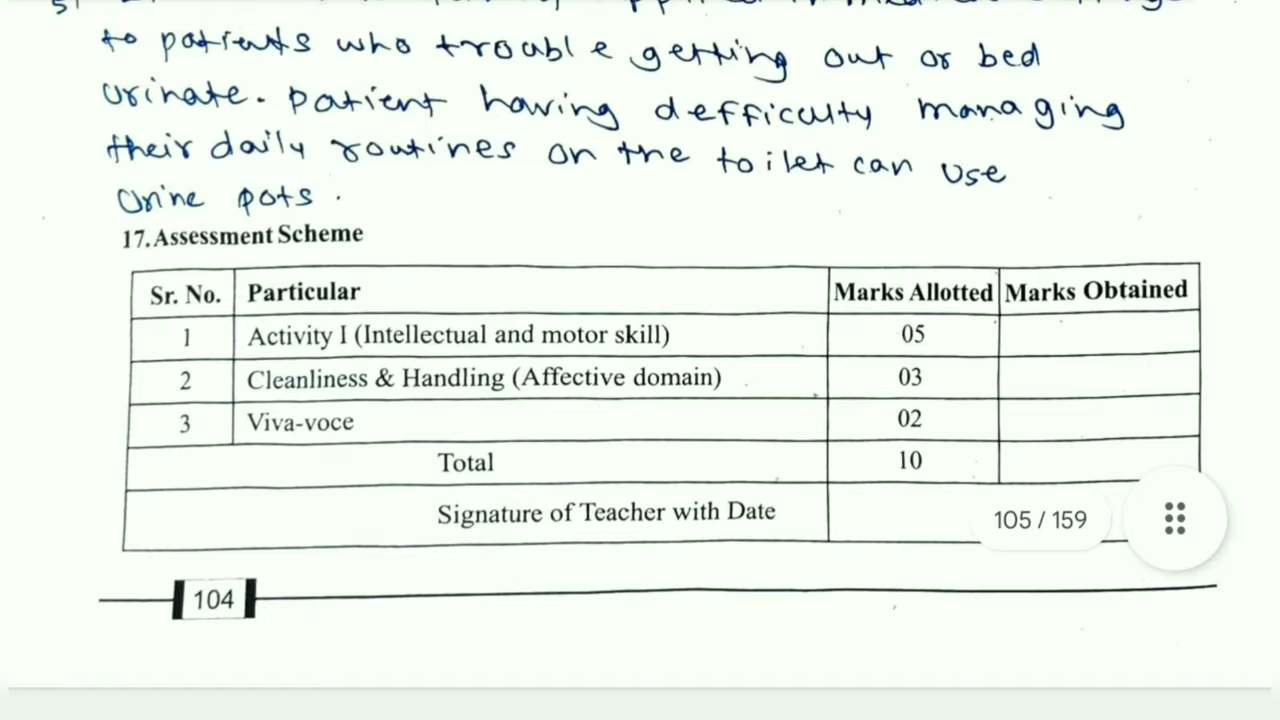 to patients who trouble getting out or bed
urinate. patient having defficulty managing
their daily routines on the toilet can use
Urine pots.
17. Assessment Scheme
Sr. No. Particular Marks Allotted Marks Obtained
1 Activity I (Intellectual and motor skill) 05
2 Cleanliness & Handling (Affective domain) 03
3 Viva-voce 02
Total 10
Signature of Teacher with Date
105 / 159
104